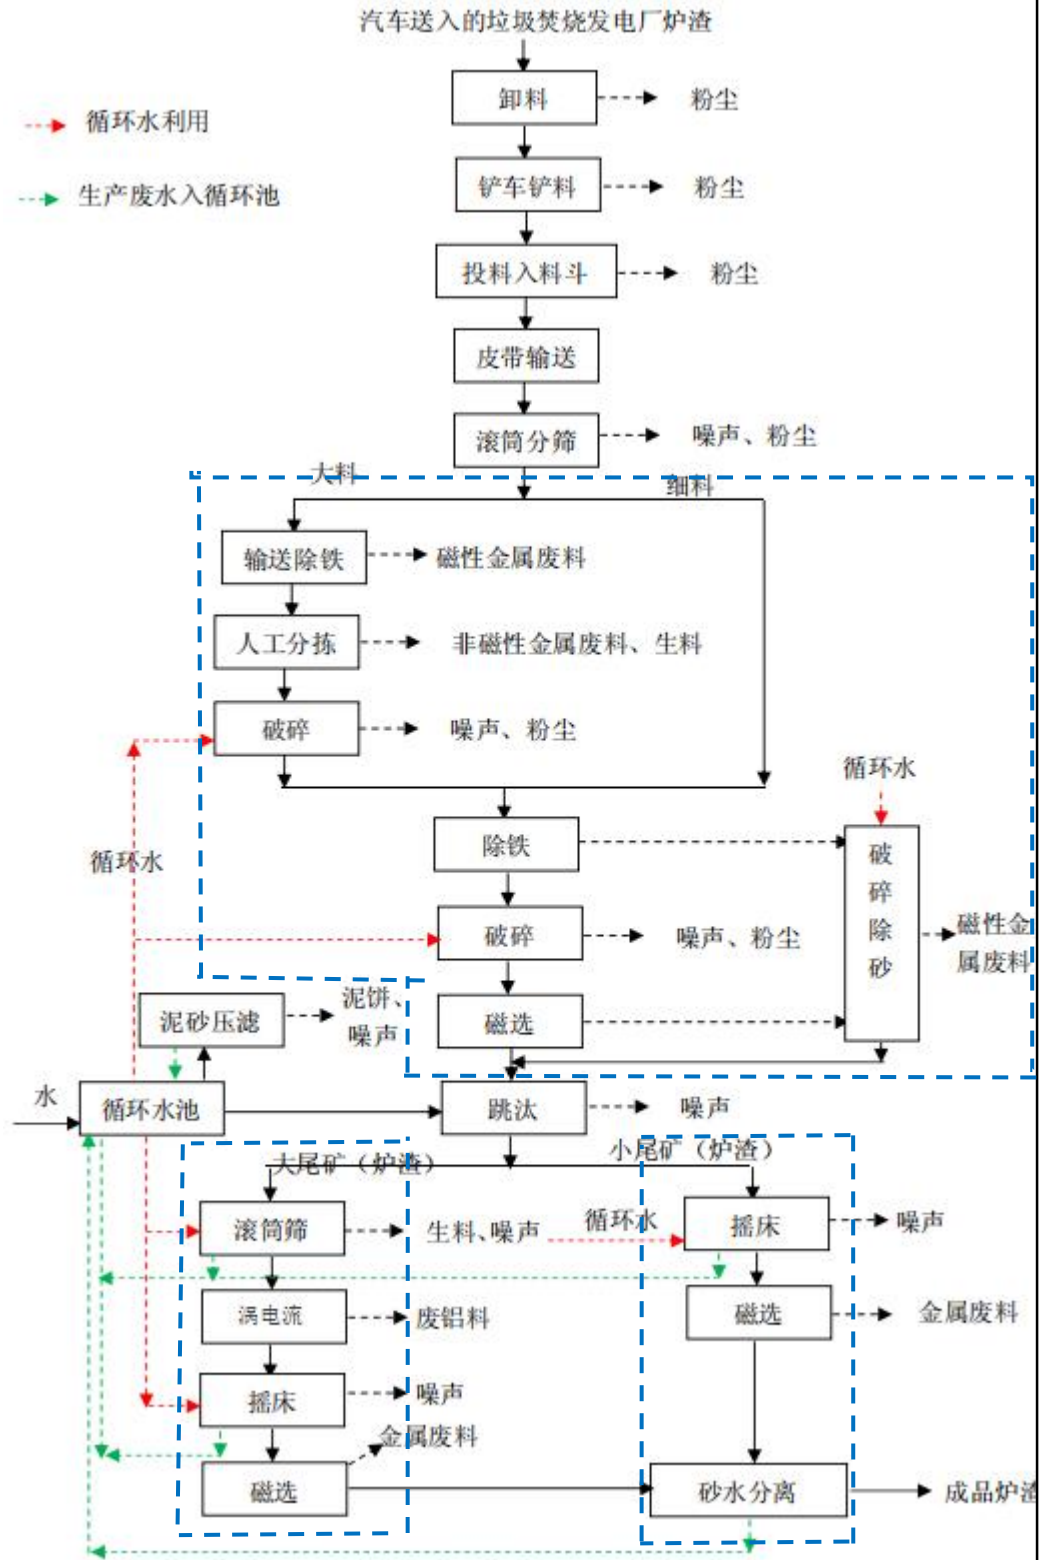 汽车送入的垃圾焚烧发电厂炉渣
卸料
粉尘
循环水利用
铲车铲料
粉尘
生产废水入循环池
投料入料斗
粉尘
皮带输送
滚筒分筛
噪声、粉尘
大料
细料
输送除铁
磁性金属废料
人工分拣
非磁性金属废料、生料
破碎
噪声、粉尘
循环水
除铁
破
碎
除
砂
循环水
破碎
噪声、粉尘
磁性金
属废料
泥饼、
噪声
泥砂压滤
磁选
水
循环水池
跳汰
噪声
大尾矿（炉渣）
小尾矿（炉渣）
滚筒筛
生料、噪声
循环水
摇床
噪声
涡电流
废铝料
磁选
金属废料
摇床
噪声
金属废料
磁选
砂水分离
成品炉渣